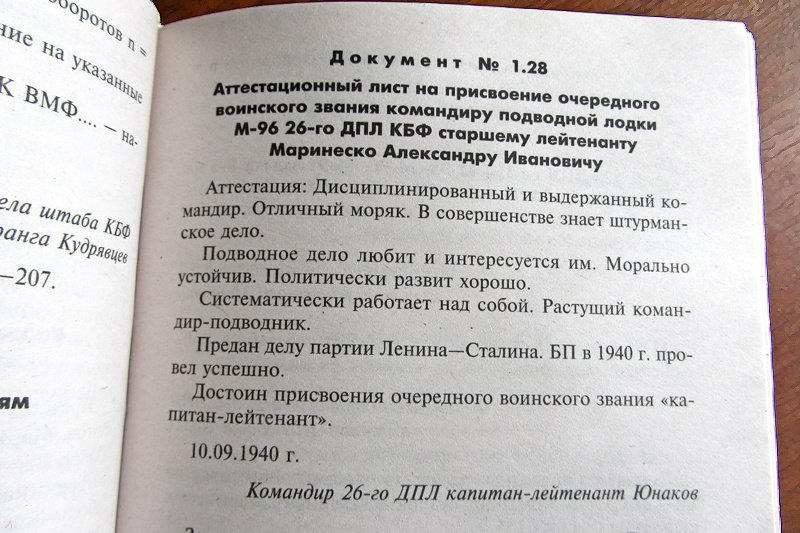 оборотов n =
ние на указанные
К ВМФ.... – на-
ела штаба КБФ
ранга Кудрявцев
—207.
ям
Документ № 1.28
Аттестационный лист на присвоение очередного
воинского звания командиру подводной лодки
М-96 26-го ДПЛ КБФ старшему лейтенанту
Маринеско Александру Ивановичу
Аттестация: Дисциплинированный и выдержанный ко-
мандир. Отличный моряк. В совершенстве знает штурман-
ское дело.
Подводное дело любит и интересуется им. Морально
устойчив. Политически развит хорошо.
Систематически работает над собой. Растущий коман-
дир-подводник.
Предан делу партии Ленина—Сталина. БП в 1940 г. про-
вел успешно.
Достоин присвоения очередного воинского звания «ка-
питан-лейтенант».
10.09.1940 г.
Командир 26-го ДПЛ капитан-лейтенант Юнаков